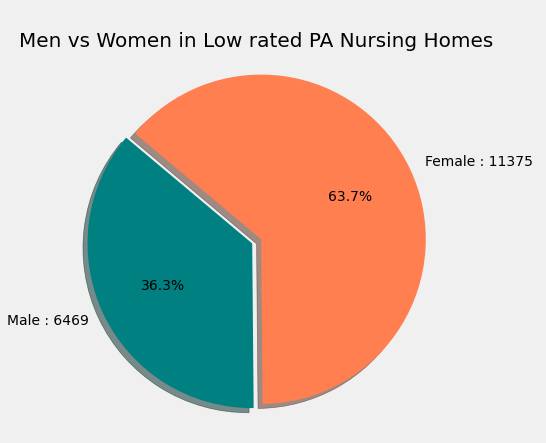 Men vs Women in Low rated PA Nursing Homes
Female : 11375
63.7%
36.3%
Male : 6469